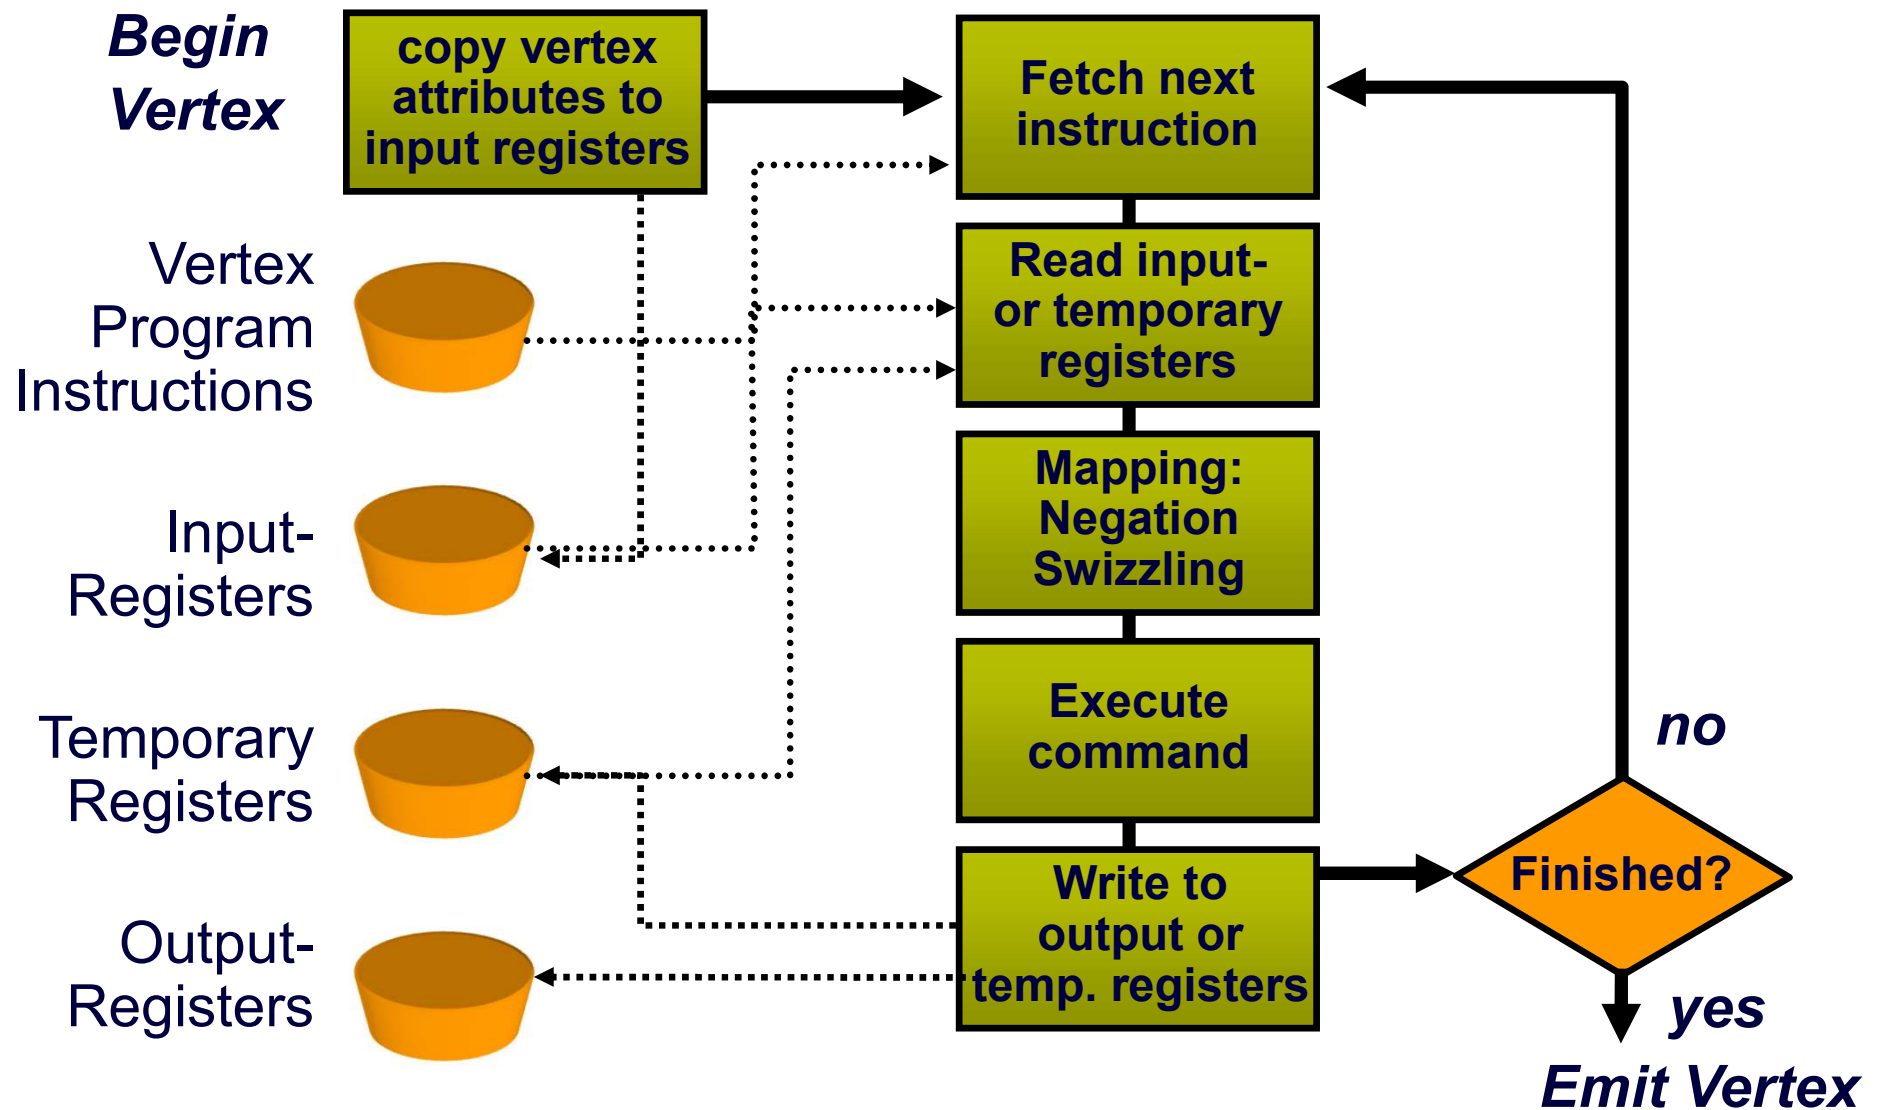 Begin
Vertex
copy vertex
attributes to
input registers
Fetch next
instruction
Vertex
Program
Instructions
Read input-
or temporary
registers
Input-
Registers
Mapping:
Negation
Swizzling
Temporary
Registers
Execute
command
no
Finished?
Output-
Registers
Write to
output or
temp. registers
yes
Emit Vertex